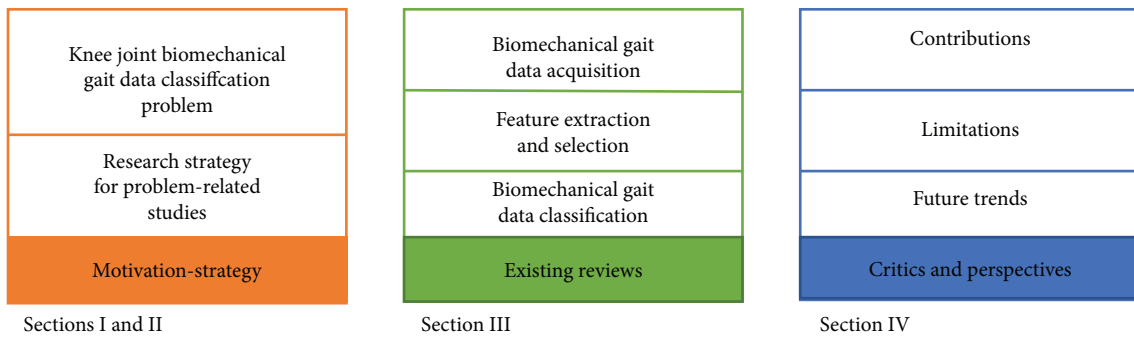 Knee joint biomechanical
gait data classiffcation
problem
Research strategy
for problem-related
studies
Motivation-strategy
Sections I and II
Biomechanical gait
data acquisition
Feature extraction
and selection
Biomechanical gait
data classification
Existing reviews
Section III
Contributions
Limitations
Future trends
Critics and perspectives
Section IV